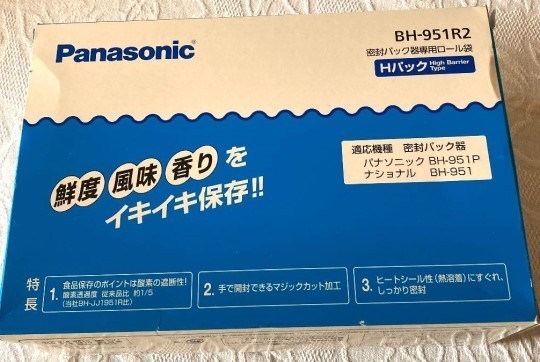 Panasonic
BH-951R2
密封パック器専用ロール袋
Hパック High Barrier Type
鮮度 風味 香り を
イキイキ保存!!
適応機種 密封パック器
パナソニック BH-951P
ナショナル BH-951
特長
1. 食品保存のポイントは酸素の遮断性!
酸素透過度 従来品比 約1/5
(当社BH-JJ1951R比)
2. 手で開封できるマジックカット加工
3. ヒートシール性(熱溶着)にすぐれ、
しっかり密封